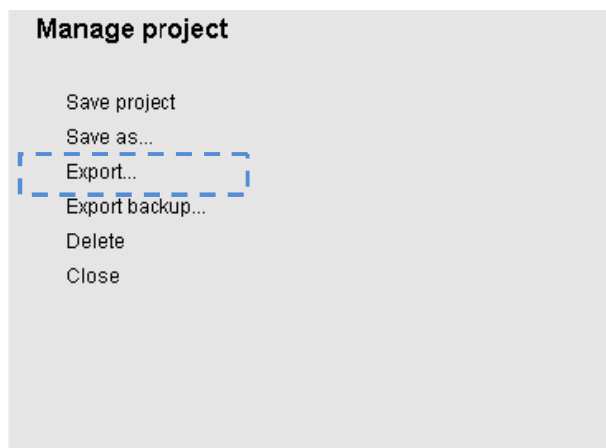 Manage project
Save project
Save as...
Export...
Export backup...
Delete
Close